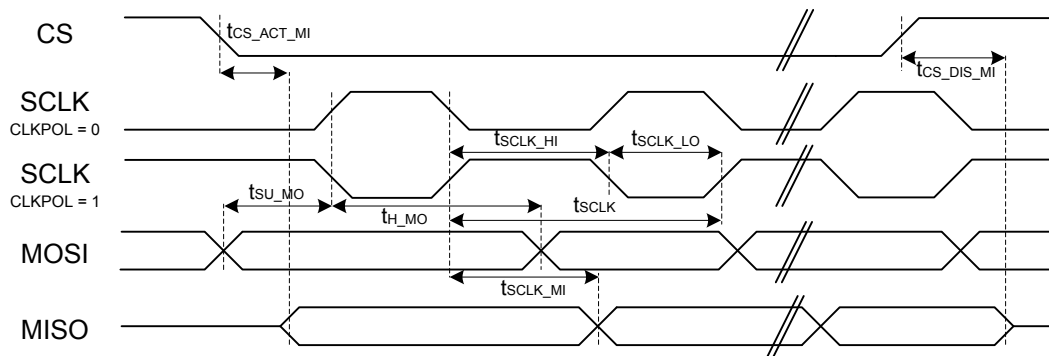 CS
tCS_ACT_MI
tCS_DIS_MI
SCLK
CLKPOL = 0
tSCLK_HI
tSCLK_LO
SCLK
CLKPOL = 1
tSU_MO
tH_MO
tSCLK
MOSI
tSCLK_MI
MISO